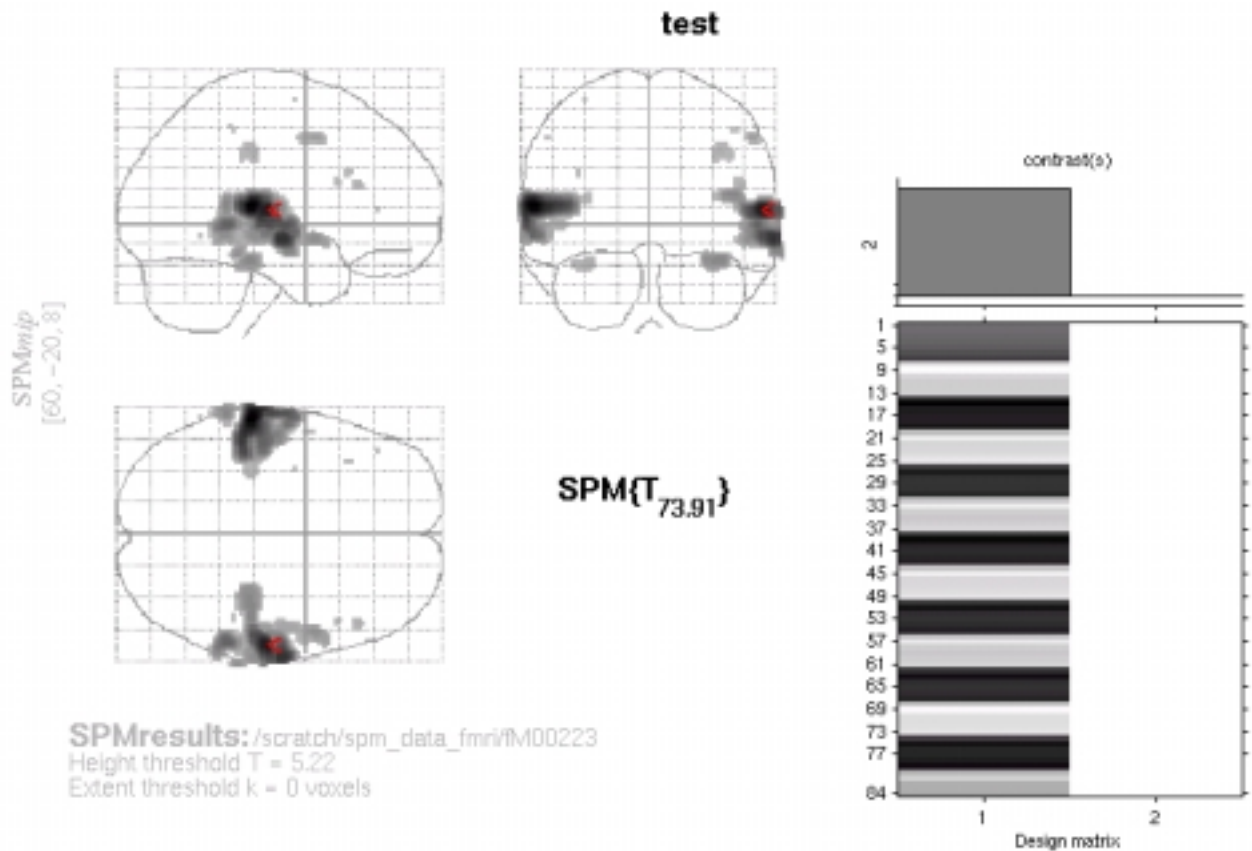 test
SPMmip
[60, −20, 8]
SPM{T73.91}
SPMresults: /scratch/spm_data_fmri/fM00223
Height threshold T = 5.22
Extent threshold k = 0 voxels
contrast(s)
2
1
5
9
13
17
21
25
29
33
37
41
45
49
53
57
61
65
69
73
77
84
1 2
Design matrix